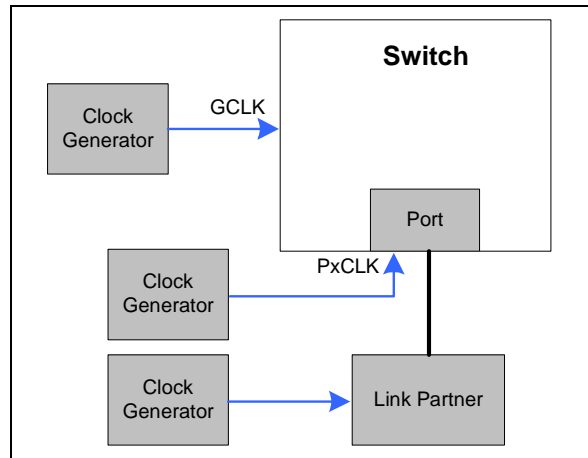 Switch
Clock
Generator
GCLK
Port
PxCLK
Clock
Generator
Clock
Generator
Link Partner